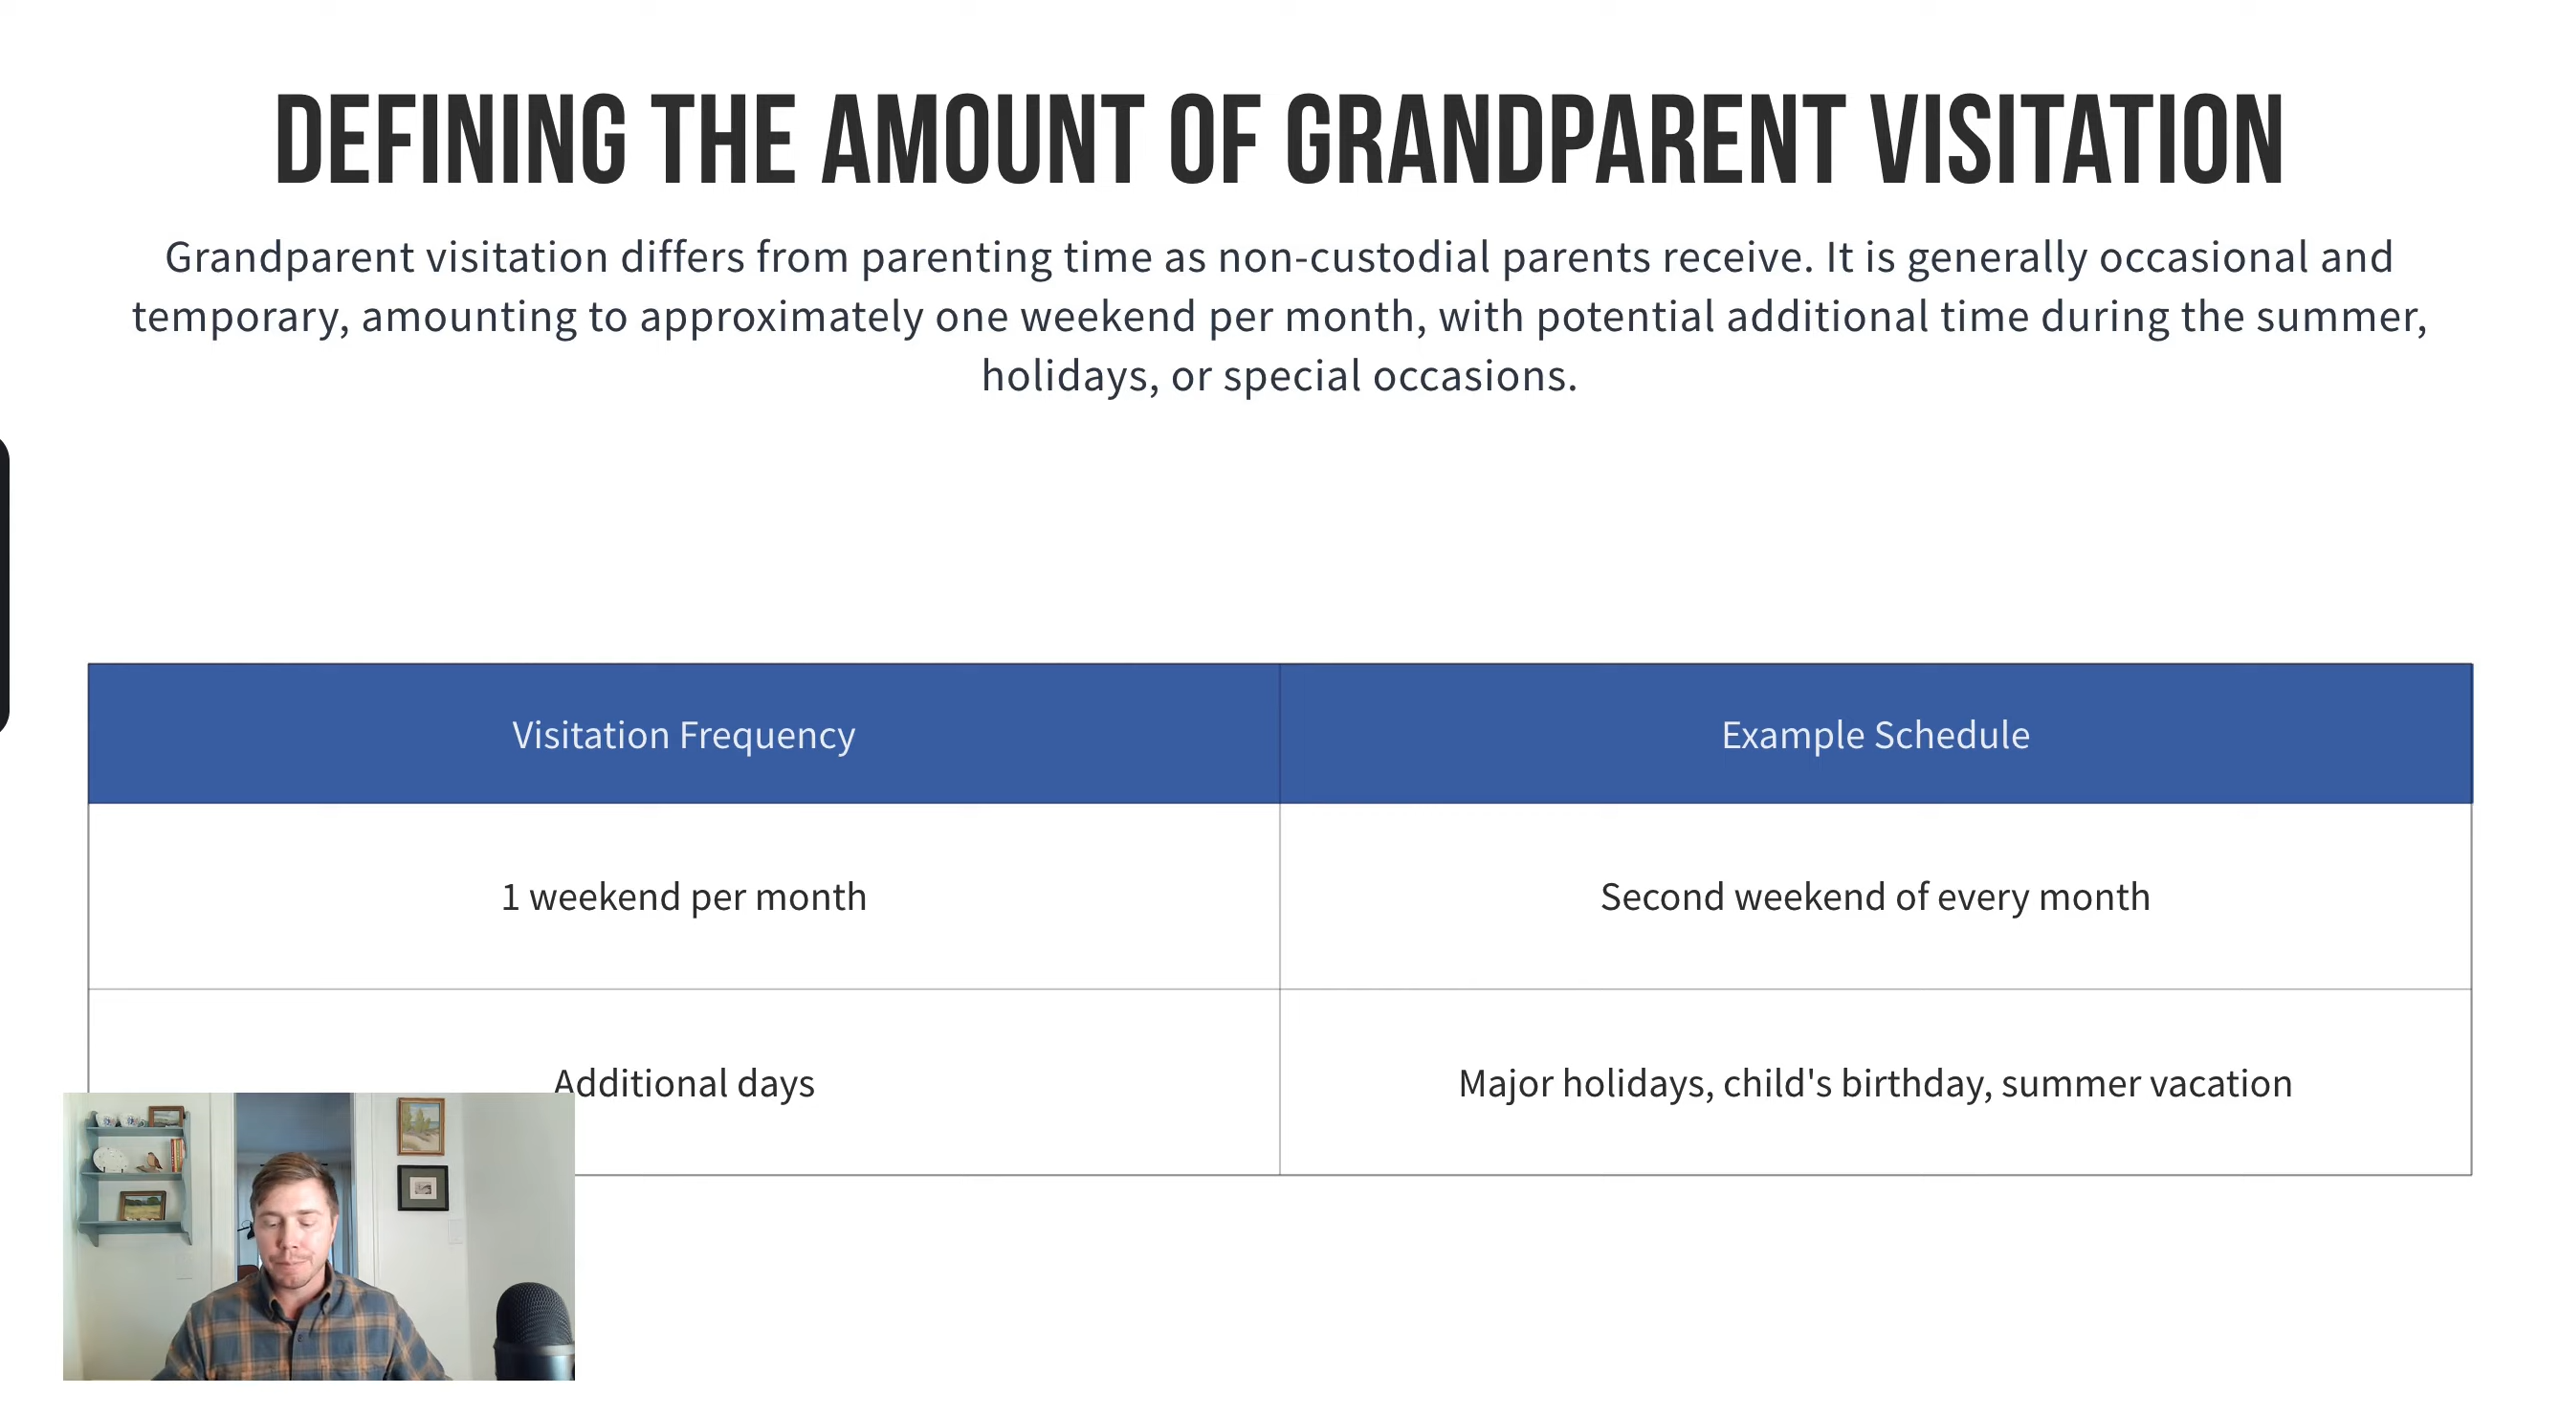 DEFINING THE AMOUNT OF GRANDPARENT VISITATION
Grandparent visitation differs from parenting time as non-custodial parents receive. It is generally occasional and
temporary, amounting to approximately one weekend per month, with potential additional time during the summer,
holidays, or special occasions.
Visitation Frequency
Example Schedule
1 weekend per month
Second weekend of every month
Additional days
Major holidays, child's birthday, summer vacation